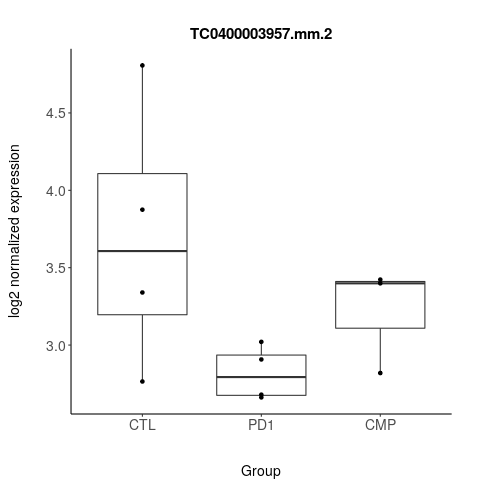 TC0400003957.mm.2
log2 normalized expression
4.5
4.0
3.5
3.0
CTL PD1 CMP
Group